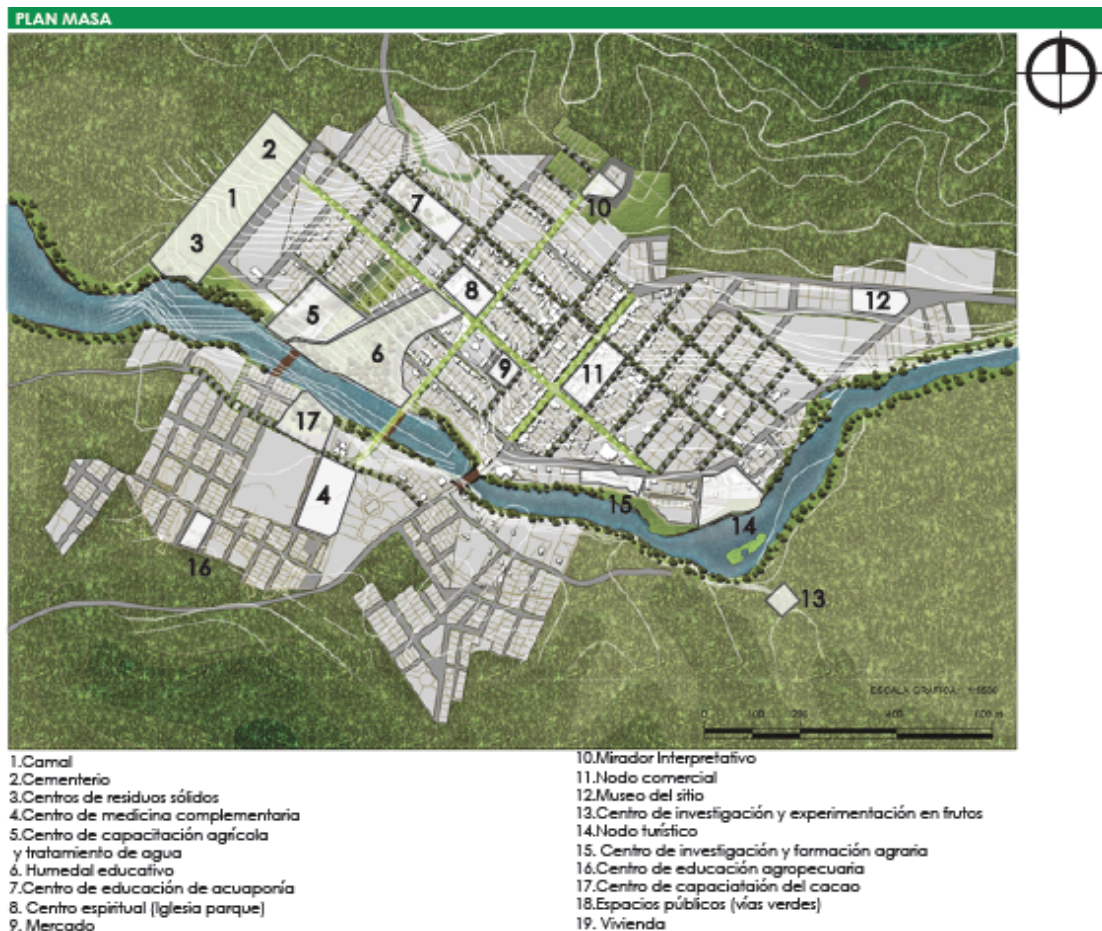 PLAN MASA
2
1
3
7
10
8
5
12
6
9
11
17
4
15
14
16
13
ESCALA GRÁFICA: 1:5500
0 100 200 400 600 m
1.Camal
2.Cementerio
3.Centros de residuos sólidos
4.Centro de medicina complementaria
5.Centro de capacitación agrícola
y tratamiento de agua
6. Humedal educativo
7.Centro de educación de acuaponía
8. Centro espiritual (Iglesia parque)
9. Mercado
10.Mirador Interpretativo
11.Nodo comercial
12.Museo del sitio
13.Centro de investigación y experimentación en frutos
14.Nodo turístico
15. Centro de investigación y formación agraria
16.Centro de educación agropecuaria
17.Centro de capaciataión del cacao
18.Espacios públicos (vías verdes)
19. Vivienda